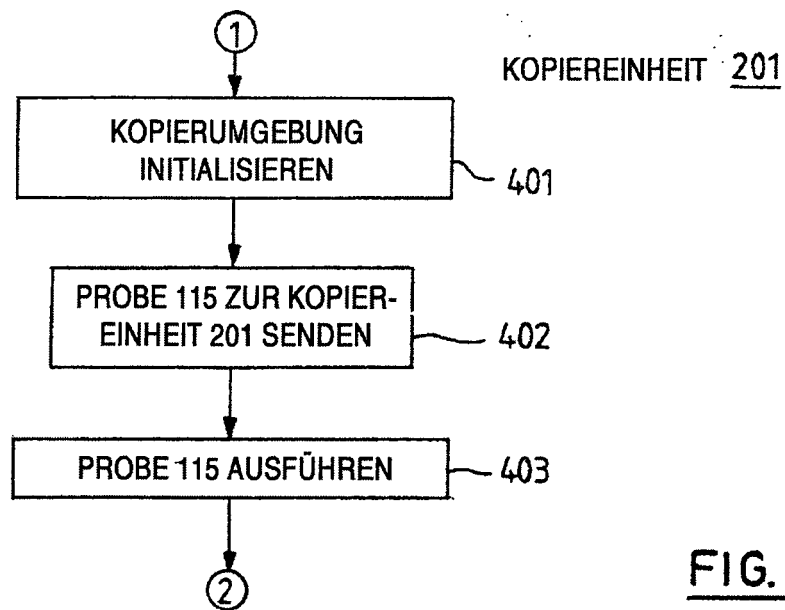 1
KOPIEREINHEIT 201
KOPIERUMGEBUNG
INITIALISIEREN
401
PROBE 115 ZUR KOPIER-
EINHEIT 201 SENDEN
402
PROBE 115 AUSFÜHREN
403
2
FIG.